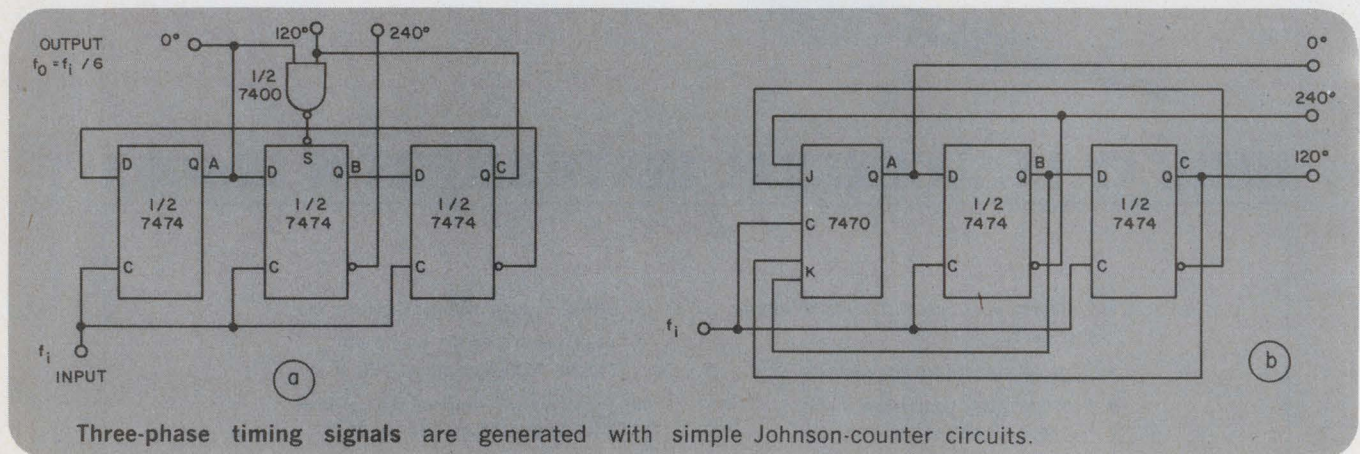 OUTPUT
f₀ = fᵢ / 6
0°
120°
240°
1/2
7400
S
D Q A
1/2
7474
C
D Q B
1/2
7474
C
D Q C
1/2
7474
C
fᵢ
INPUT
a
0°
240°
120°
J Q A
C 7470
K
D Q B
1/2
7474
C
D Q C
1/2
7474
C
fᵢ
b
Three-phase timing signals are generated with simple Johnson-counter circuits.